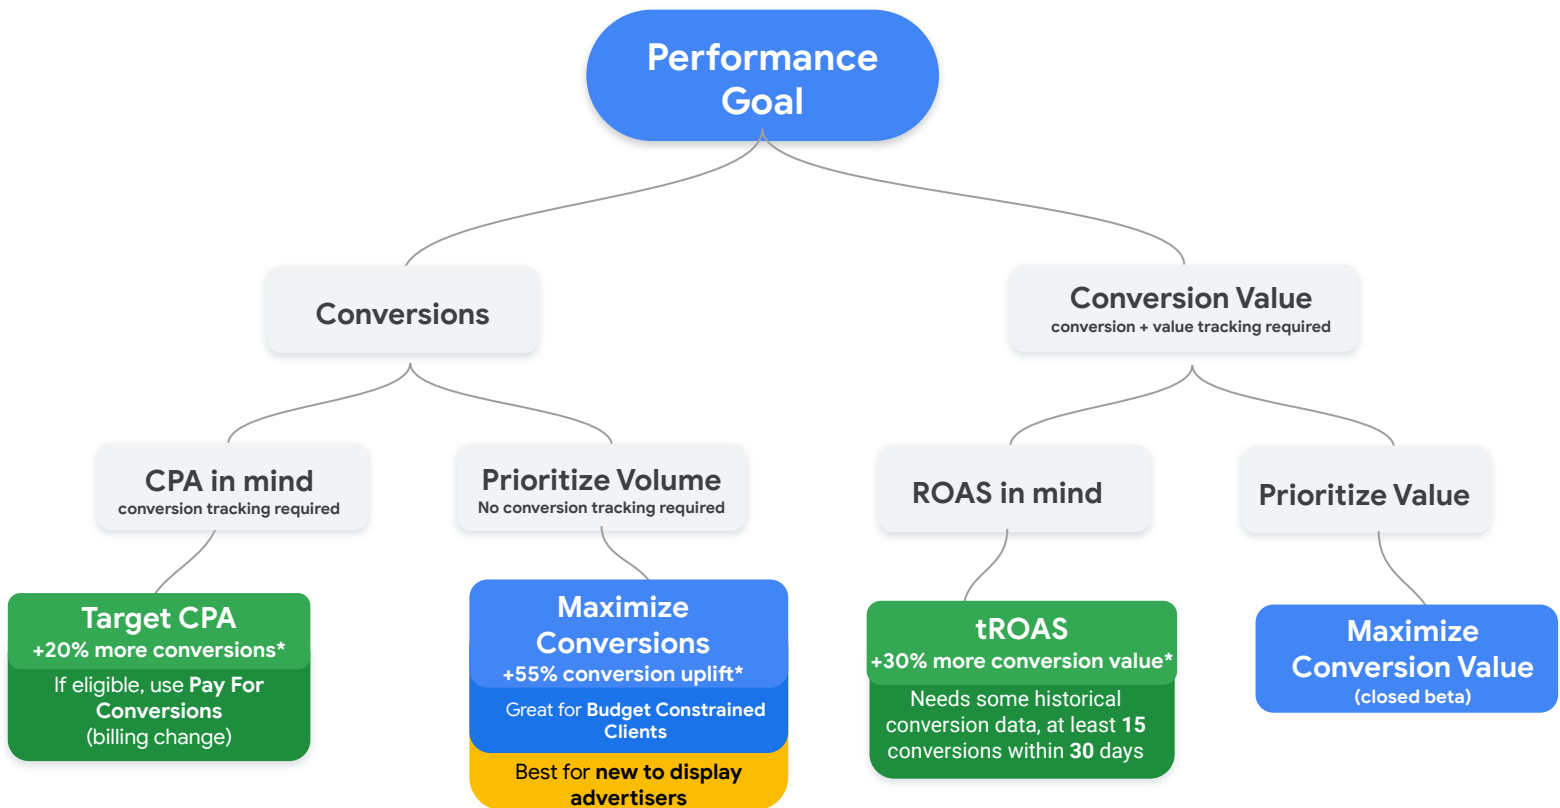 Performance
Goal
Conversions
Conversion Value
conversion + value tracking required
CPA in mind
conversion tracking required
Prioritize Volume
No conversion tracking required
ROAS in mind
Prioritize Value
Target CPA
+20% more conversions*
If eligible, use Pay For
Conversions
(billing change)
Maximize
Conversions
+55% conversion uplift*
Great for Budget Constrained
Clients
Best for new to display
advertisers
tROAS
+30% more conversion value*
Needs some historical
conversion data, at least 15
conversions within 30 days
Maximize
Conversion Value
(closed beta)